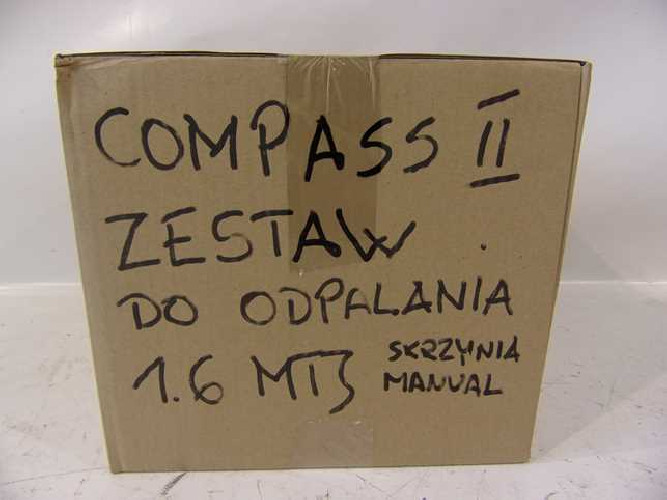 COMPASS II
ZESTAW
DO ODPALANIA
1.6 MTJ SKRZYNIA
MANUAL